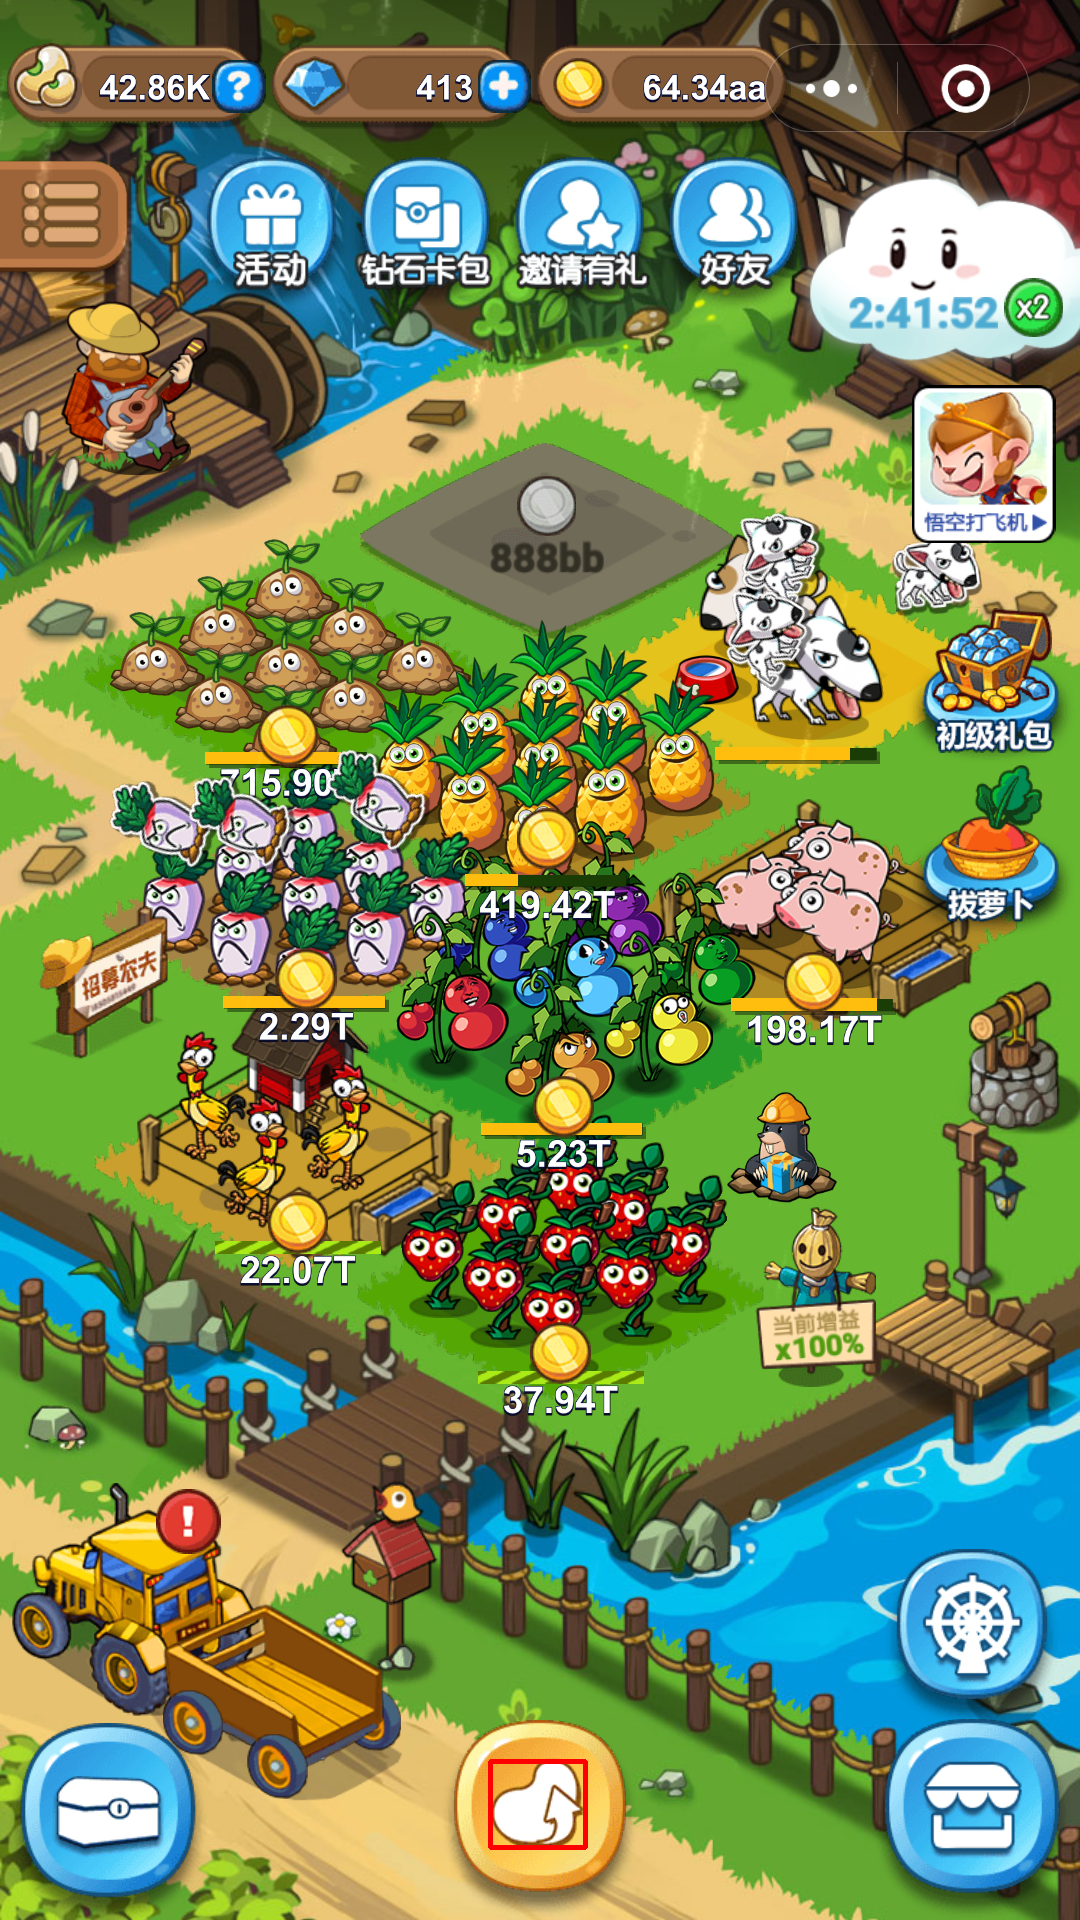 42.86K
?
413
64.34aa
活动
钻石卡包
邀请有礼
好友
2:41:52
x2
悟空打飞机
888bb
初级礼包
715.90
419.42T
拔萝卜
招募农夫
2.29T
198.17T
5.23T
22.07T
当前增益
x100%
37.94T
!